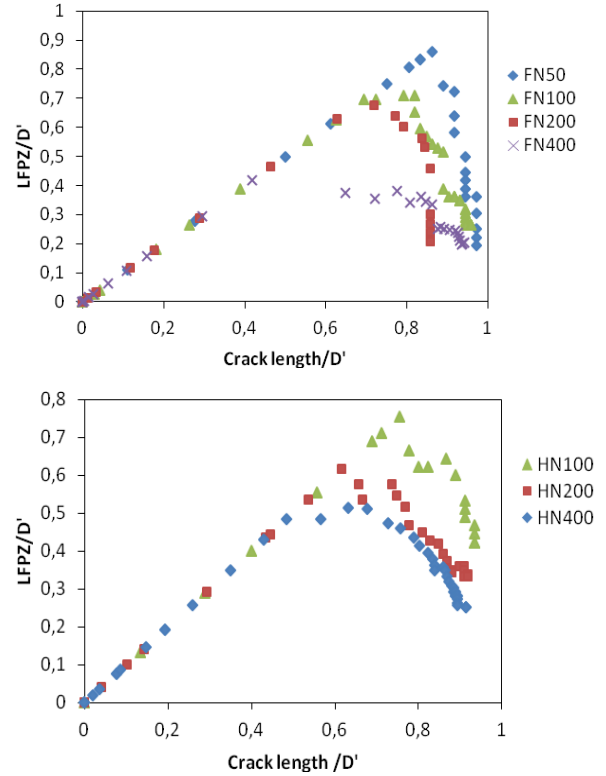 1
0,9
0,8
0,7
0,6
0,5
0,4
0,3
0,2
0,1
0
LFPZ/D'
0 0,2 0,4 0,6 0,8 1
Crack length/D'
FN50
FN100
FN200
FN400
0,8
0,7
0,6
0,5
0,4
0,3
0,2
0,1
0
LFPZ/D'
0 0,2 0,4 0,6 0,8 1
Crack length /D'
HN100
HN200
HN400